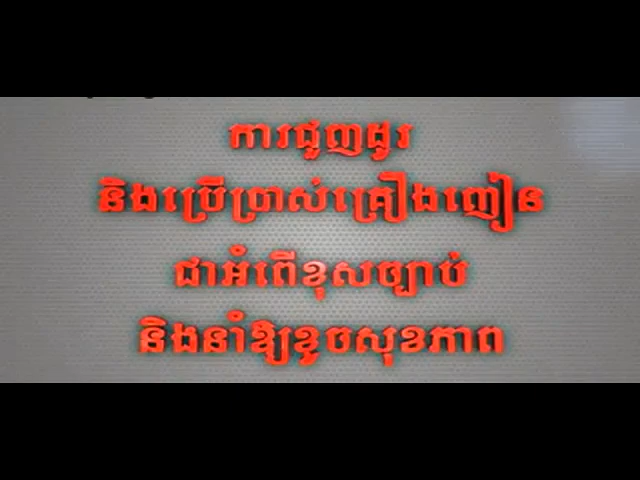 ការជួញដូរ
និងប្រើប្រាស់គ្រឿងញៀន
ជាអំពើខុសច្បាប់
និងនាំឱ្យខូចសុខភាព